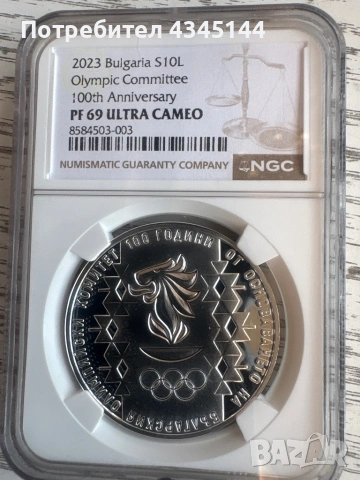 Потребител 4345144
2023 Bulgaria S10L
Olympic Committee
100th Anniversary
PF 69 ULTRA CAMEO
8584503-003
NUMISMATIC GUARANTY COMPANY NGC
100 ГОДИНИ ОТ ОСНОВАВАНЕТО НА БЪЛГАРСКИЯ ОЛИМПИЙСКИ КОМИТЕТ
BAZAR